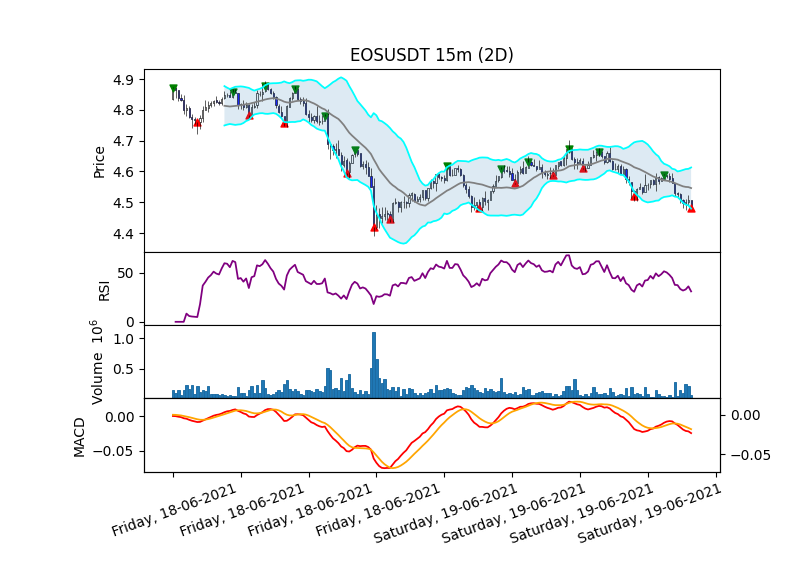 EOSUSDT 15m (2D)
4.9
4.8
4.7
4.6
4.5
4.4
Price
50
0
RSI
1.0
0.5
Volume 10^6
0.00
−0.05
MACD
0.00
−0.05
Friday, 18-06-2021
Friday, 18-06-2021
Friday, 18-06-2021
Friday, 18-06-2021
Saturday, 19-06-2021
Saturday, 19-06-2021
Saturday, 19-06-2021
Saturday, 19-06-2021